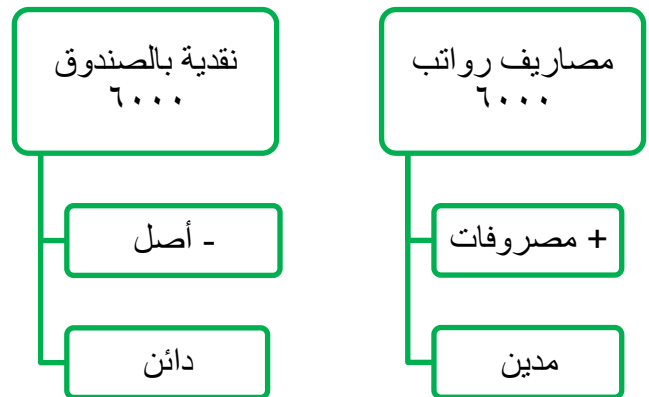 مصاريف رواتب
٦٠٠٠
+ مصروفات
مدين
نقدية بالصندوق
٦٠٠٠
- أصل
دائن